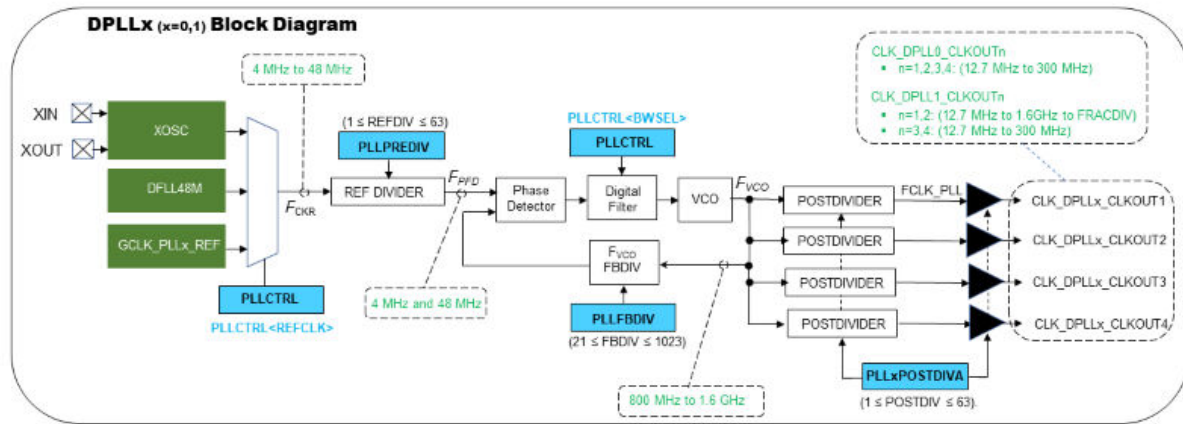 DPLLx (x=0,1) Block Diagram
CLK_DPLL0_CLKOUTn
▪ n=1,2,3,4: (12.7 MHz to 300 MHz)
CLK_DPLL1_CLKOUTn
▪ n=1,2: (12.7 MHz to 1.6GHz to FRACDIV)
▪ n=3,4: (12.7 MHz to 300 MHz)
4 MHz to 48 MHz
XIN
XOUT
XOSC
DFLL48M
GCLK_PLLx_REF
PLLCTRL
PLLCTRL<REFCLK>
FCKR
(1 ≤ REFDIV ≤ 63)
PLLPREDIV
REF DIVIDER
FPFD
4 MHz and 48 MHz
Phase
Detector
PLLCTRL<BWSEL>
PLLCTRL
Digital
Filter
VCO
FVCO
FVCO
FBDIV
PLLFBDIV
(21 ≤ FBDIV ≤ 1023)
800 MHz to 1.6 GHz
POSTDIVIDER
FCLK_PLL
CLK_DPLLx_CLKOUT1
POSTDIVIDER
CLK_DPLLx_CLKOUT2
POSTDIVIDER
CLK_DPLLx_CLKOUT3
POSTDIVIDER
CLK_DPLLx_CLKOUT4
PLLxPOSTDIVA
(1 ≤ POSTDIV ≤ 63).